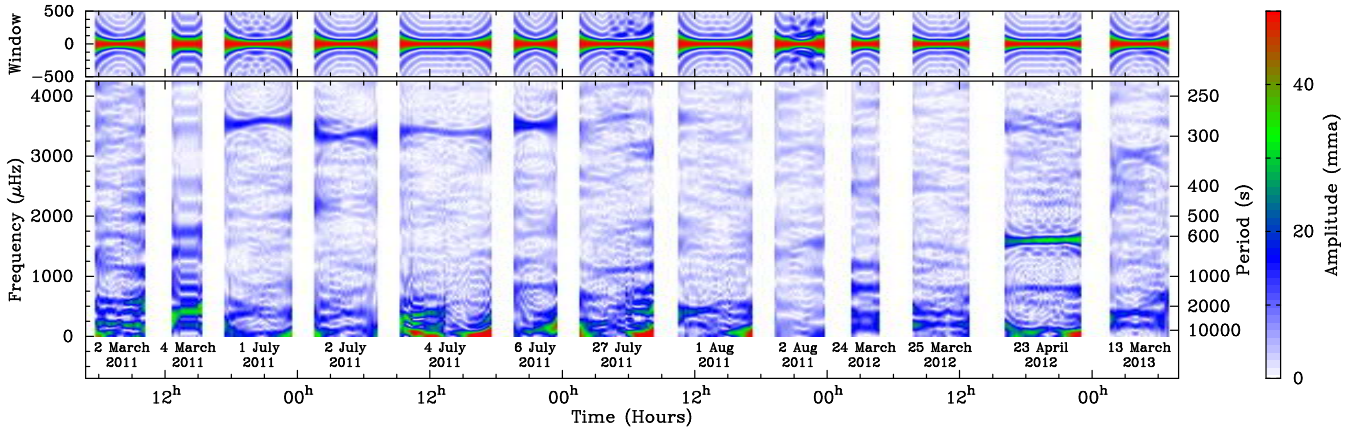 500
0
−500
Window
4000
3000
2000
1000
0
Frequency (μHz)
250
300
400
500
600
1000
2000
10000
Period (s)
40
20
0
Amplitude (mma)
2 March 4 March 1 July 2 July 4 July 6 July 27 July 1 Aug 2 Aug 24 March 25 March 23 April 13 March
2011 2011 2011 2011 2011 2011 2011 2011 2011 2012 2012 2012 2013
12h 00h 12h 00h 12h 00h 12h 00h
Time (Hours)